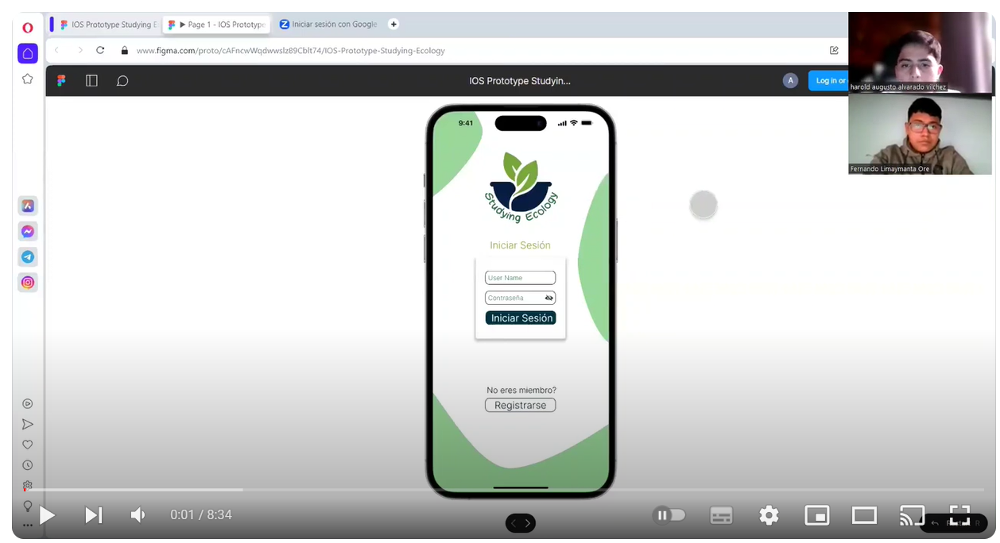 IOS Prototype Studying E
Page 1 - IOS Prototype
Iniciar sesión con Google
www.figma.com/proto/cAFncwWqdwwslz89Cblt74/IOS-Prototype-Studying-Ecology
IOS Prototype Studyin...
A
Log in or
harold augusto alvarado vilchez
Fernando Limaymanta Ore
9:41
Studying Ecology
Iniciar Sesión
User Name
Contraseña
Iniciar Sesión
No eres miembro?
Registrarse
0:01 / 8:34